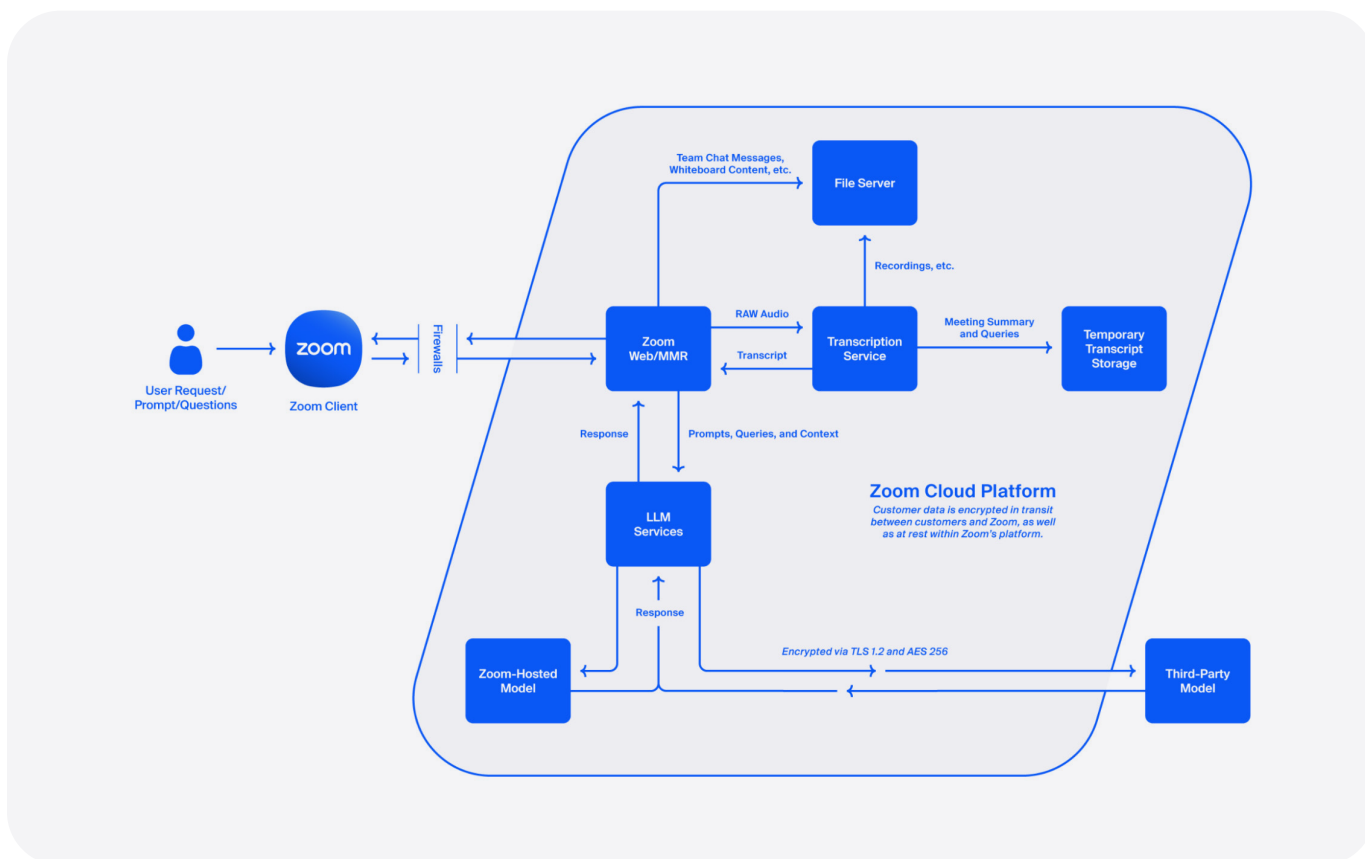 Team Chat Messages,
Whiteboard Content, etc.
File Server
Recordings, etc.
User Request/
Prompt/Questions
zoom
Zoom Client
Firewalls
Zoom
Web/MMR
RAW Audio
Transcript
Transcription
Service
Meeting Summary
and Queries
Temporary
Transcript
Storage
Response
Prompts, Queries, and Context
LLM
Services
Zoom Cloud Platform
Customer data is encrypted in transit
between customers and Zoom, as well
as at rest within Zoom's platform.
Response
Zoom-Hosted
Model
Encrypted via TLS 1.2 and AES 256
Third-Party
Model